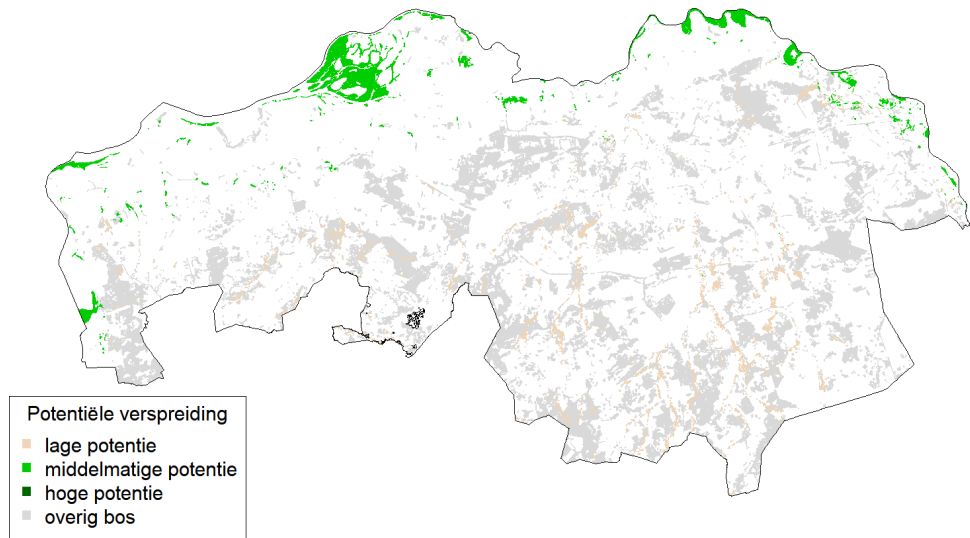 Potentiële verspreiding
lage potentie
middelmatige potentie
hoge potentie
overig bos